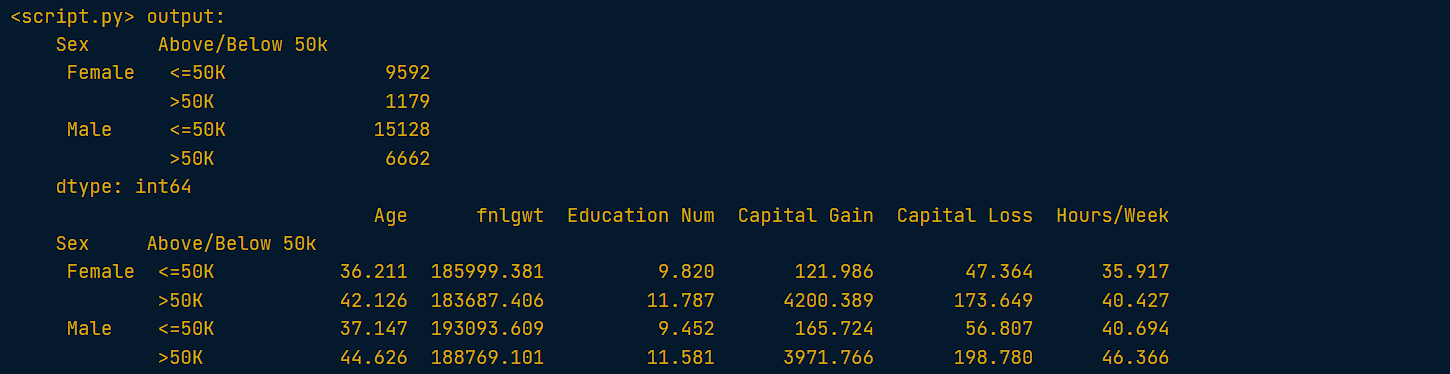 <script.py> output:
Sex      Above/Below 50k
Female   <=50K              9592
>50K               1179
Male     <=50K             15128
>50K               6662
dtype: int64
Age      fnlgwt  Education Num  Capital Gain  Capital Loss  Hours/Week
Sex     Above/Below 50k
Female  <=50K           36.211  185999.381          9.820       121.986        47.364      35.917
>50K            42.126  183687.406         11.787      4200.389       173.649      40.427
Male    <=50K           37.147  193093.609          9.452       165.724        56.807      40.694
>50K            44.626  188769.101         11.581      3971.766       198.780      46.366